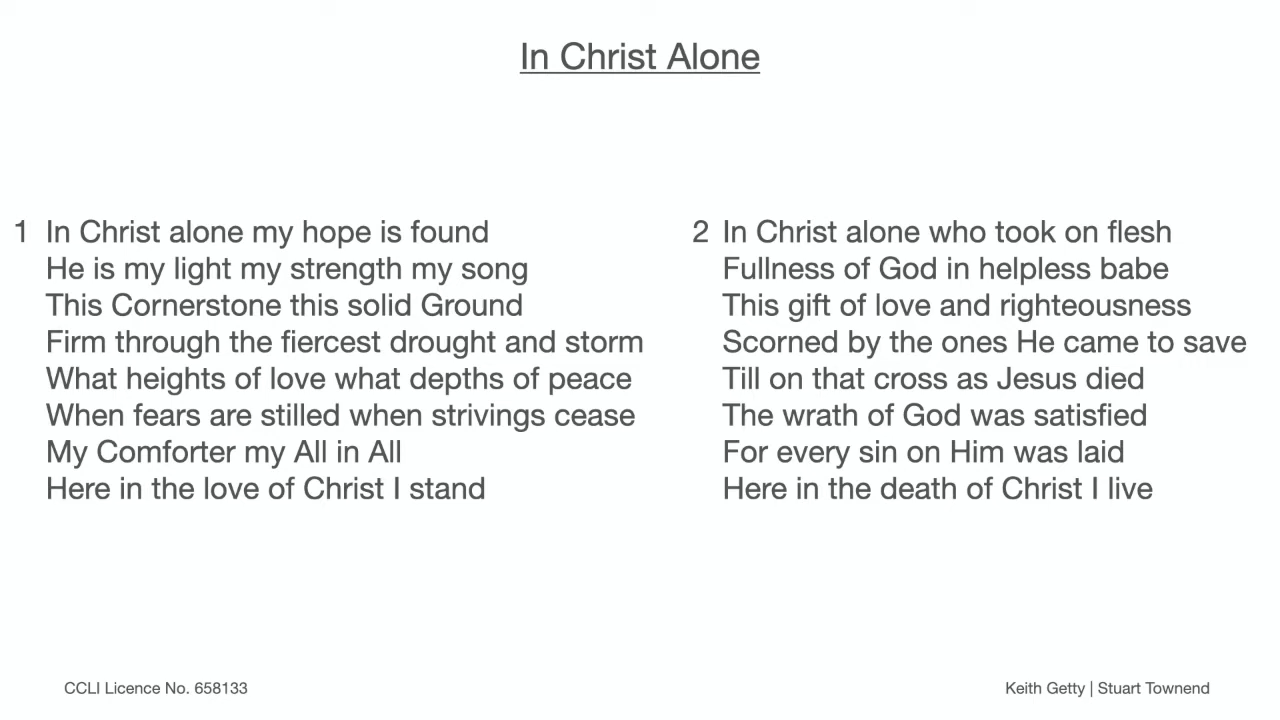 In Christ Alone
1 In Christ alone my hope is found
He is my light my strength my song
This Cornerstone this solid Ground
Firm through the fiercest drought and storm
What heights of love what depths of peace
When fears are stilled when strivings cease
My Comforter my All in All
Here in the love of Christ I stand
2 In Christ alone who took on flesh
Fullness of God in helpless babe
This gift of love and righteousness
Scorned by the ones He came to save
Till on that cross as Jesus died
The wrath of God was satisfied
For every sin on Him was laid
Here in the death of Christ I live
CCLI Licence No. 658133
Keith Getty | Stuart Townend